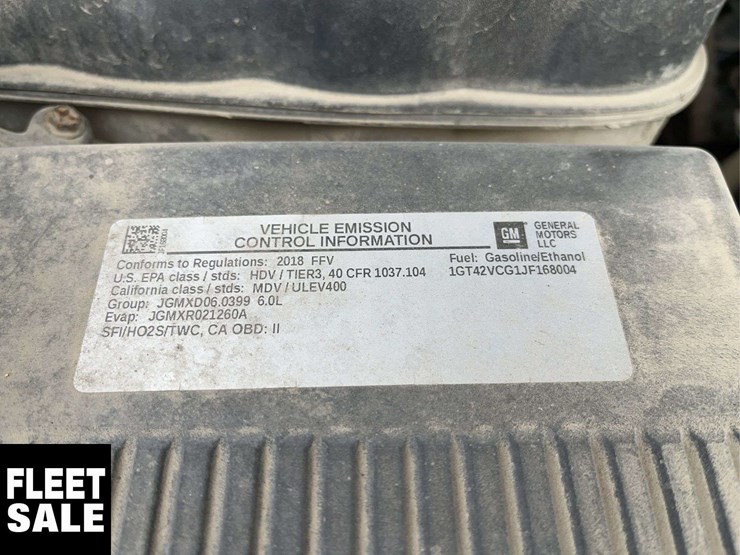 VEHICLE EMISSION
CONTROL INFORMATION
GM
GENERAL
MOTORS
LLC
JF168004
Conforms to Regulations: 2018 FFV
Fuel: Gasoline/Ethanol
U.S. EPA class / stds: HDV / TIER3, 40 CFR 1037.104
1GT42VCG1JF168004
California class / stds: MDV / ULEV400
Group: JGMXD06.0399 6.0L
Evap: JGMXR021260A
SFI/HO2S/TWC, CA OBD: II
FLEET
SALE